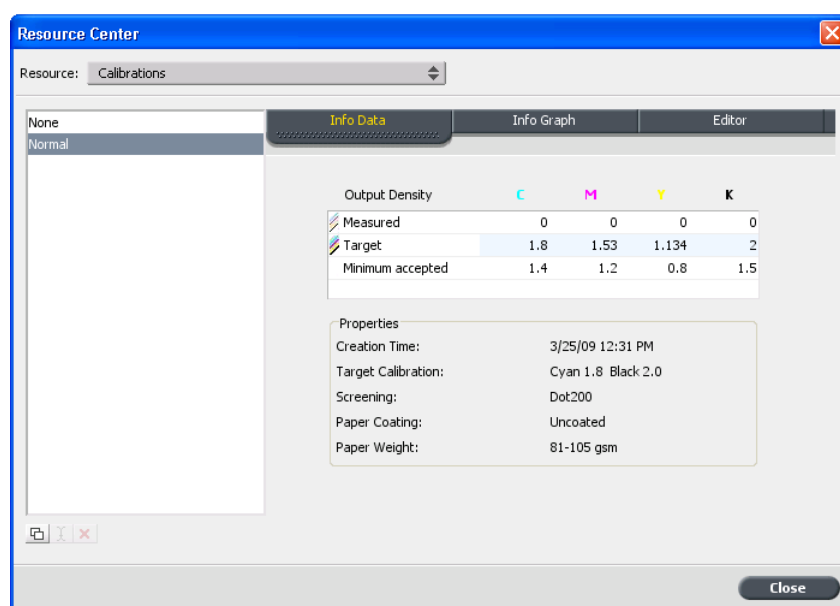 Resource Center
Resource: Calibrations
None
Normal
Info Data Info Graph Editor
Output Density C M Y K
Measured 0 0 0 0
Target 1.8 1.53 1.134 2
Minimum accepted 1.4 1.2 0.8 1.5
Properties
Creation Time: 3/25/09 12:31 PM
Target Calibration: Cyan 1.8 Black 2.0
Screening: Dot200
Paper Coating: Uncoated
Paper Weight: 81-105 gsm
Close